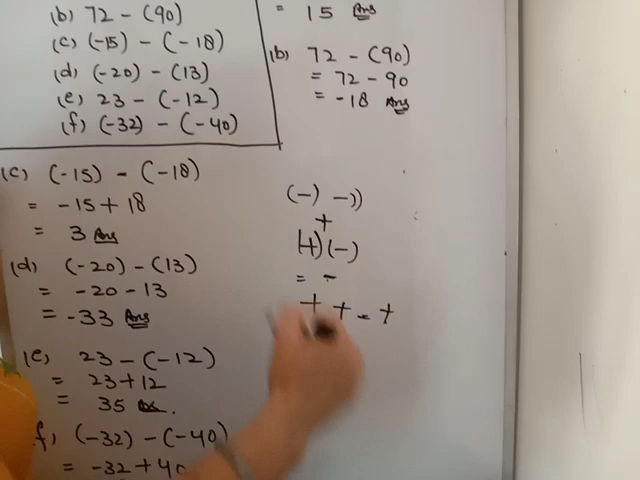 (b) 72 - (90)
(c) (-15) - (-18)
(d) (-20) - (13)
(e) 23 - (-12)
(f) (-32) - (-40)
= 15 Ans
(b) 72 - (90)
= 72 - 90
= -18 Ans
(c) (-15) - (-18)
= -15 + 18
= 3 Ans
(d) (-20) - (13)
= -20 - 13
= -33 Ans
(e) 23 - (-12)
= 23 + 12
= 35
f) (-32) - (-40)
= -32 + 40
(-) -))
+
(+) (-)
= -
+ + = +